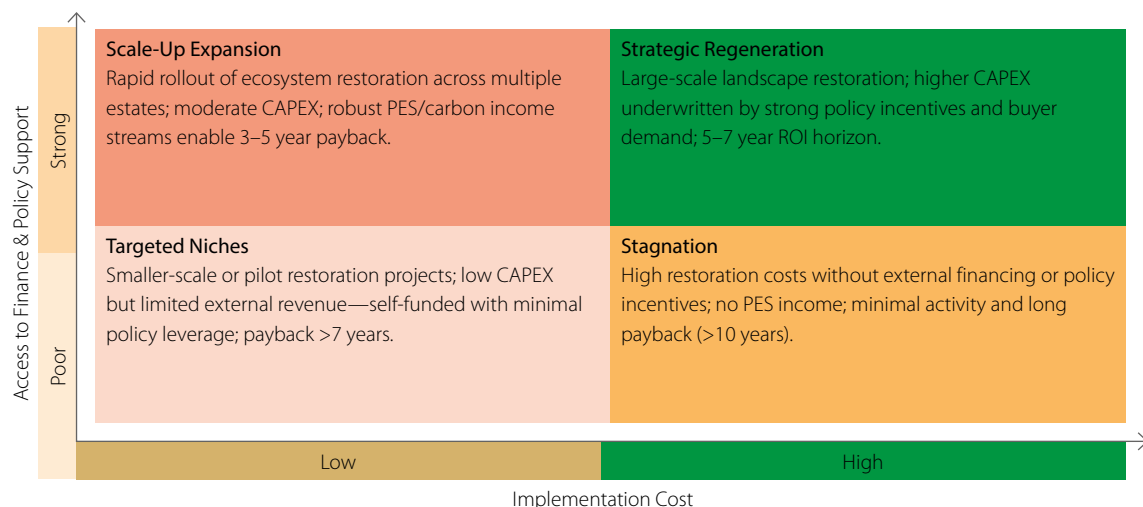 Access to Finance & Policy Support
Strong
Poor
Scale-Up Expansion
Rapid rollout of ecosystem restoration across multiple
estates; moderate CAPEX; robust PES/carbon income
streams enable 3–5 year payback.
Strategic Regeneration
Large-scale landscape restoration; higher CAPEX
underwritten by strong policy incentives and buyer
demand; 5–7 year ROI horizon.
Targeted Niches
Smaller-scale or pilot restoration projects; low CAPEX
but limited external revenue—self-funded with minimal
policy leverage; payback >7 years.
Stagnation
High restoration costs without external financing or policy
incentives; no PES income; minimal activity and long
payback (>10 years).
Low
High
Implementation Cost